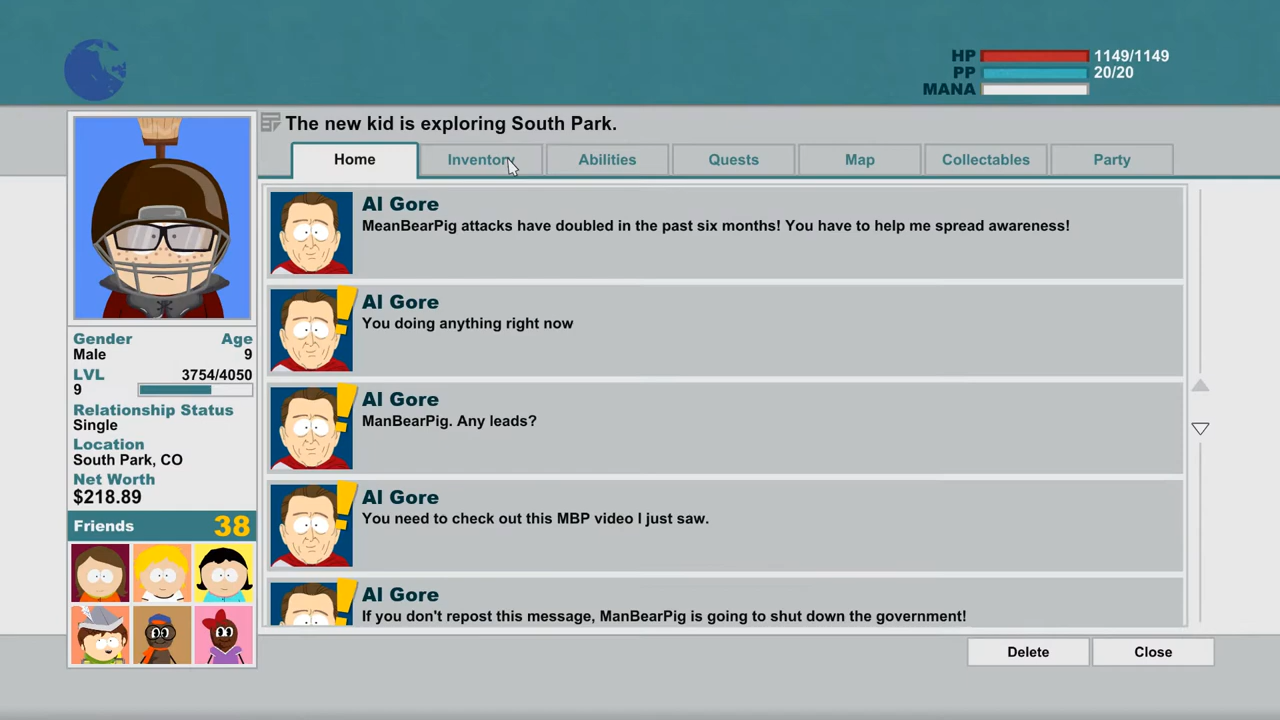 HP 1149/1149
PP 20/20
MANA
The new kid is exploring South Park.
Home Inventory Abilities Quests Map Collectables Party
Gender Age
Male 9
LVL 3754/4050
9
Relationship Status
Single
Location
South Park, CO
Net Worth
$218.89
Friends 38
Al Gore
MeanBearPig attacks have doubled in the past six months! You have to help me spread awareness!
Al Gore
You doing anything right now
Al Gore
ManBearPig. Any leads?
Al Gore
You need to check out this MBP video I just saw.
Al Gore
If you don't repost this message, ManBearPig is going to shut down the government!
Delete Close